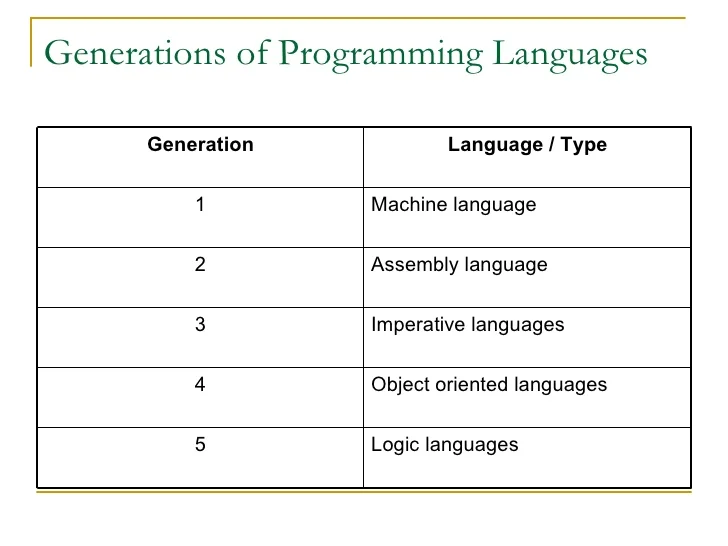 Generations of Programming Languages
Generation Language / Type
1 Machine language
2 Assembly language
3 Imperative languages
4 Object oriented languages
5 Logic languages